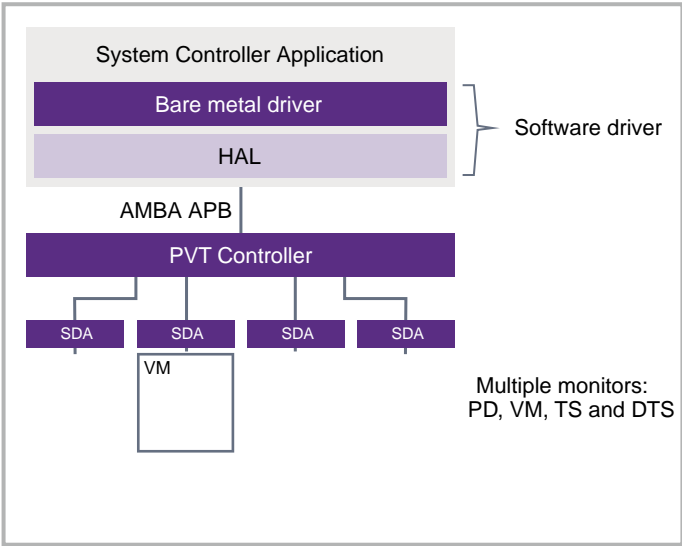 System Controller Application
Bare metal driver
HAL
Software driver
AMBA APB
PVT Controller
SDA SDA SDA SDA
VM
Multiple monitors:
PD, VM, TS and DTS